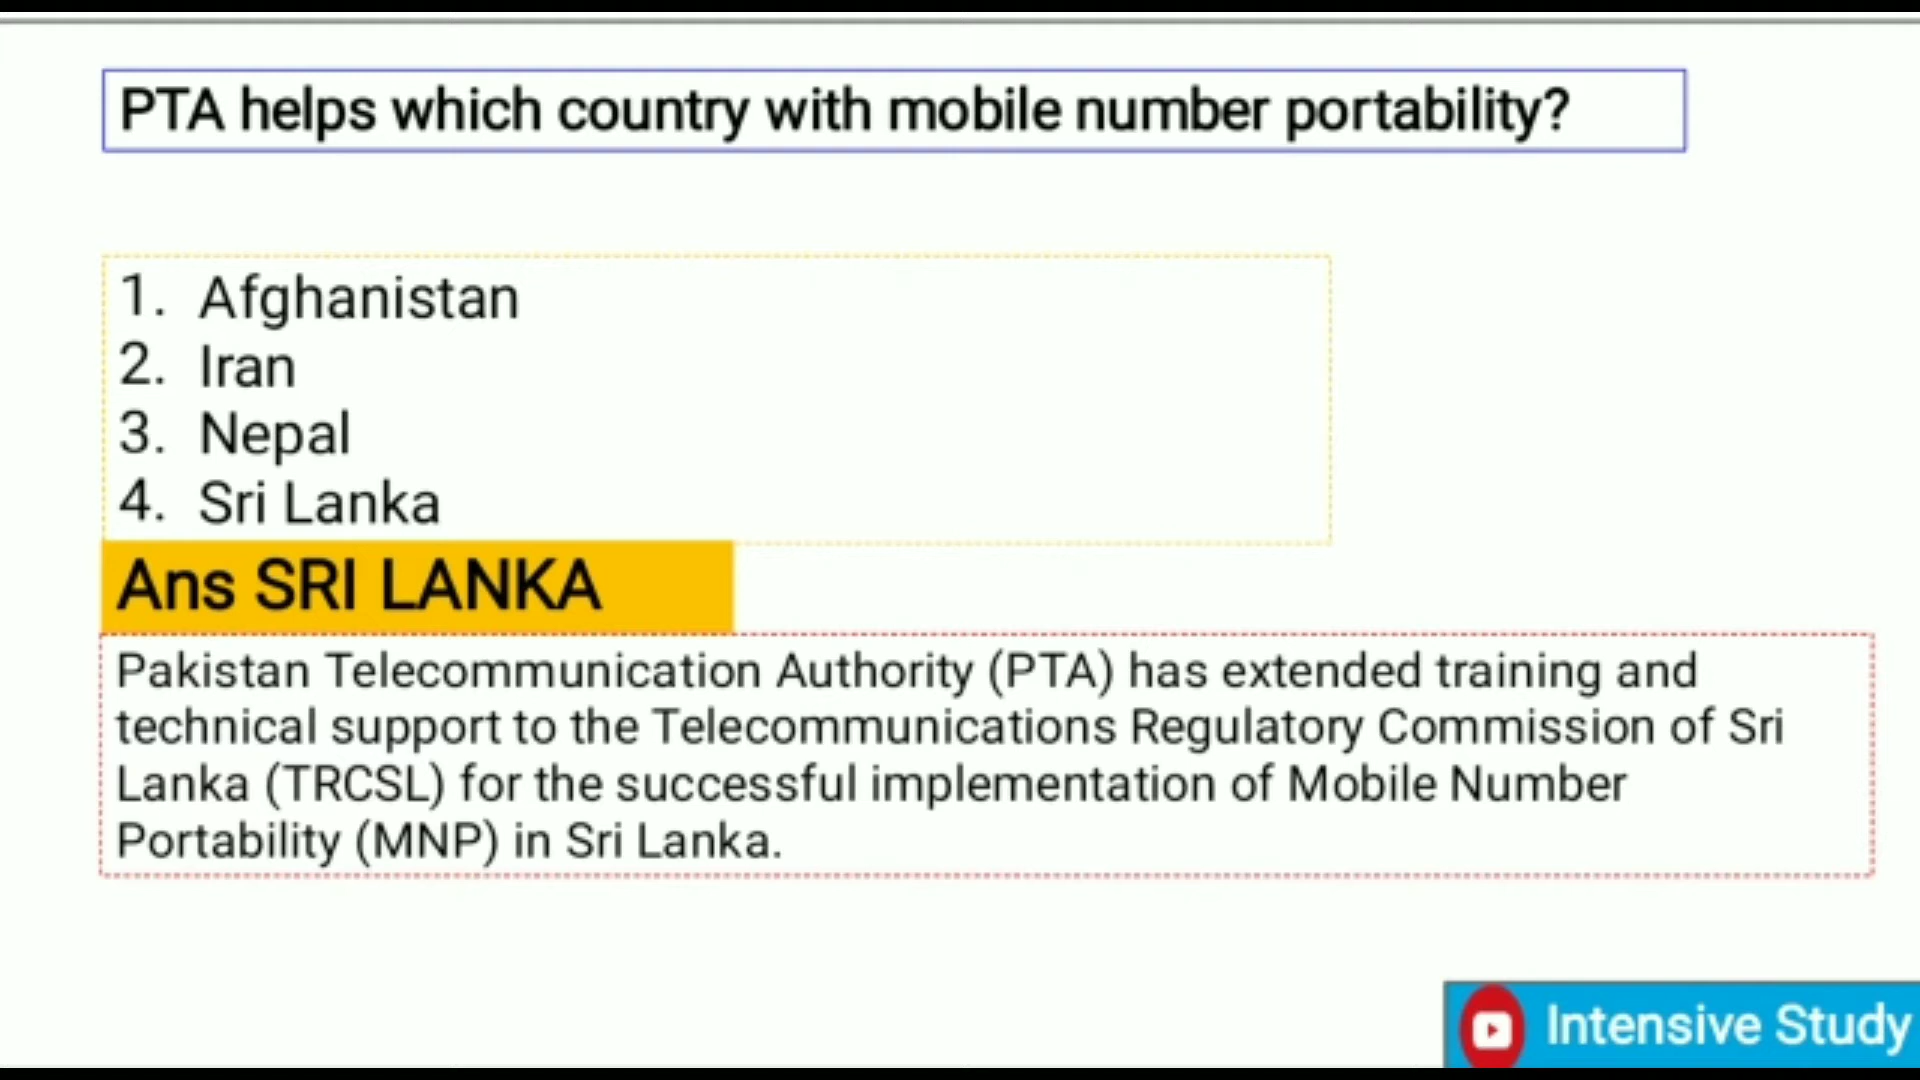 PTA helps which country with mobile number portability?
1. Afghanistan
2. Iran
3. Nepal
4. Sri Lanka
Ans SRI LANKA
Pakistan Telecommunication Authority (PTA) has extended training and
technical support to the Telecommunications Regulatory Commission of Sri
Lanka (TRCSL) for the successful implementation of Mobile Number
Portability (MNP) in Sri Lanka.
Intensive Study